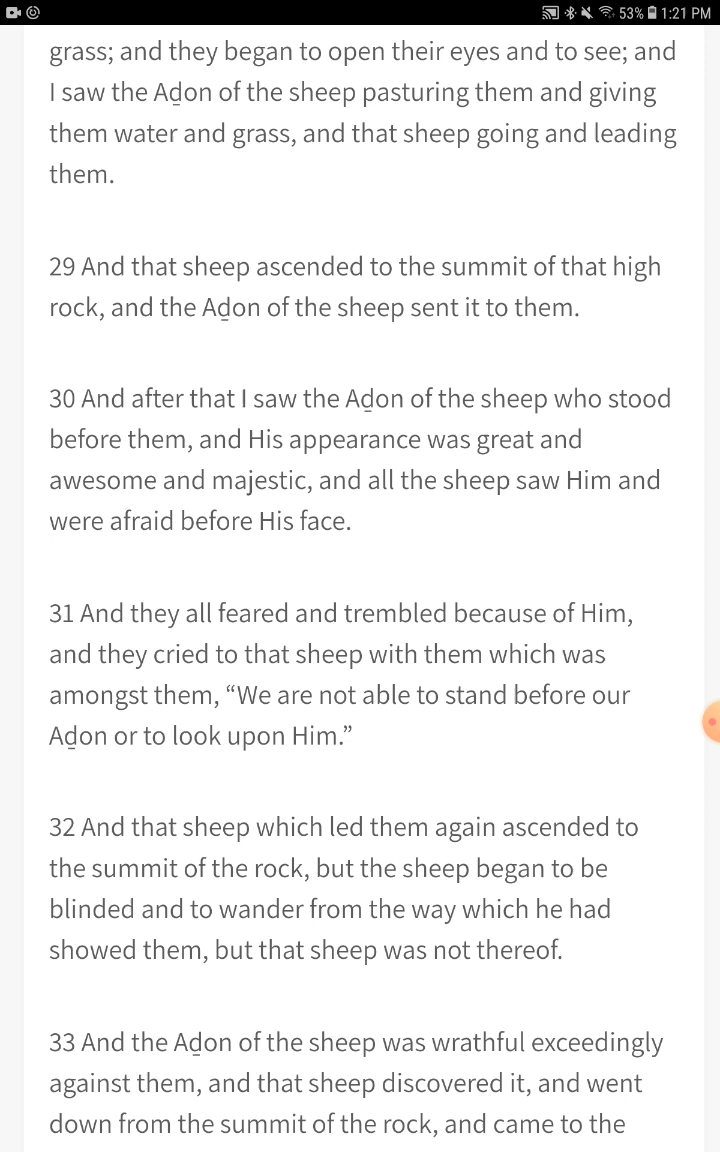 53% 1:21 PM
grass; and they began to open their eyes and to see; and
I saw the Aḏon of the sheep pasturing them and giving
them water and grass, and that sheep going and leading
them.
29 And that sheep ascended to the summit of that high
rock, and the Aḏon of the sheep sent it to them.
30 And after that I saw the Aḏon of the sheep who stood
before them, and His appearance was great and
awesome and majestic, and all the sheep saw Him and
were afraid before His face.
31 And they all feared and trembled because of Him,
and they cried to that sheep with them which was
amongst them, “We are not able to stand before our
Aḏon or to look upon Him.”
32 And that sheep which led them again ascended to
the summit of the rock, but the sheep began to be
blinded and to wander from the way which he had
showed them, but that sheep was not thereof.
33 And the Aḏon of the sheep was wrathful exceedingly
against them, and that sheep discovered it, and went
down from the summit of the rock, and came to the